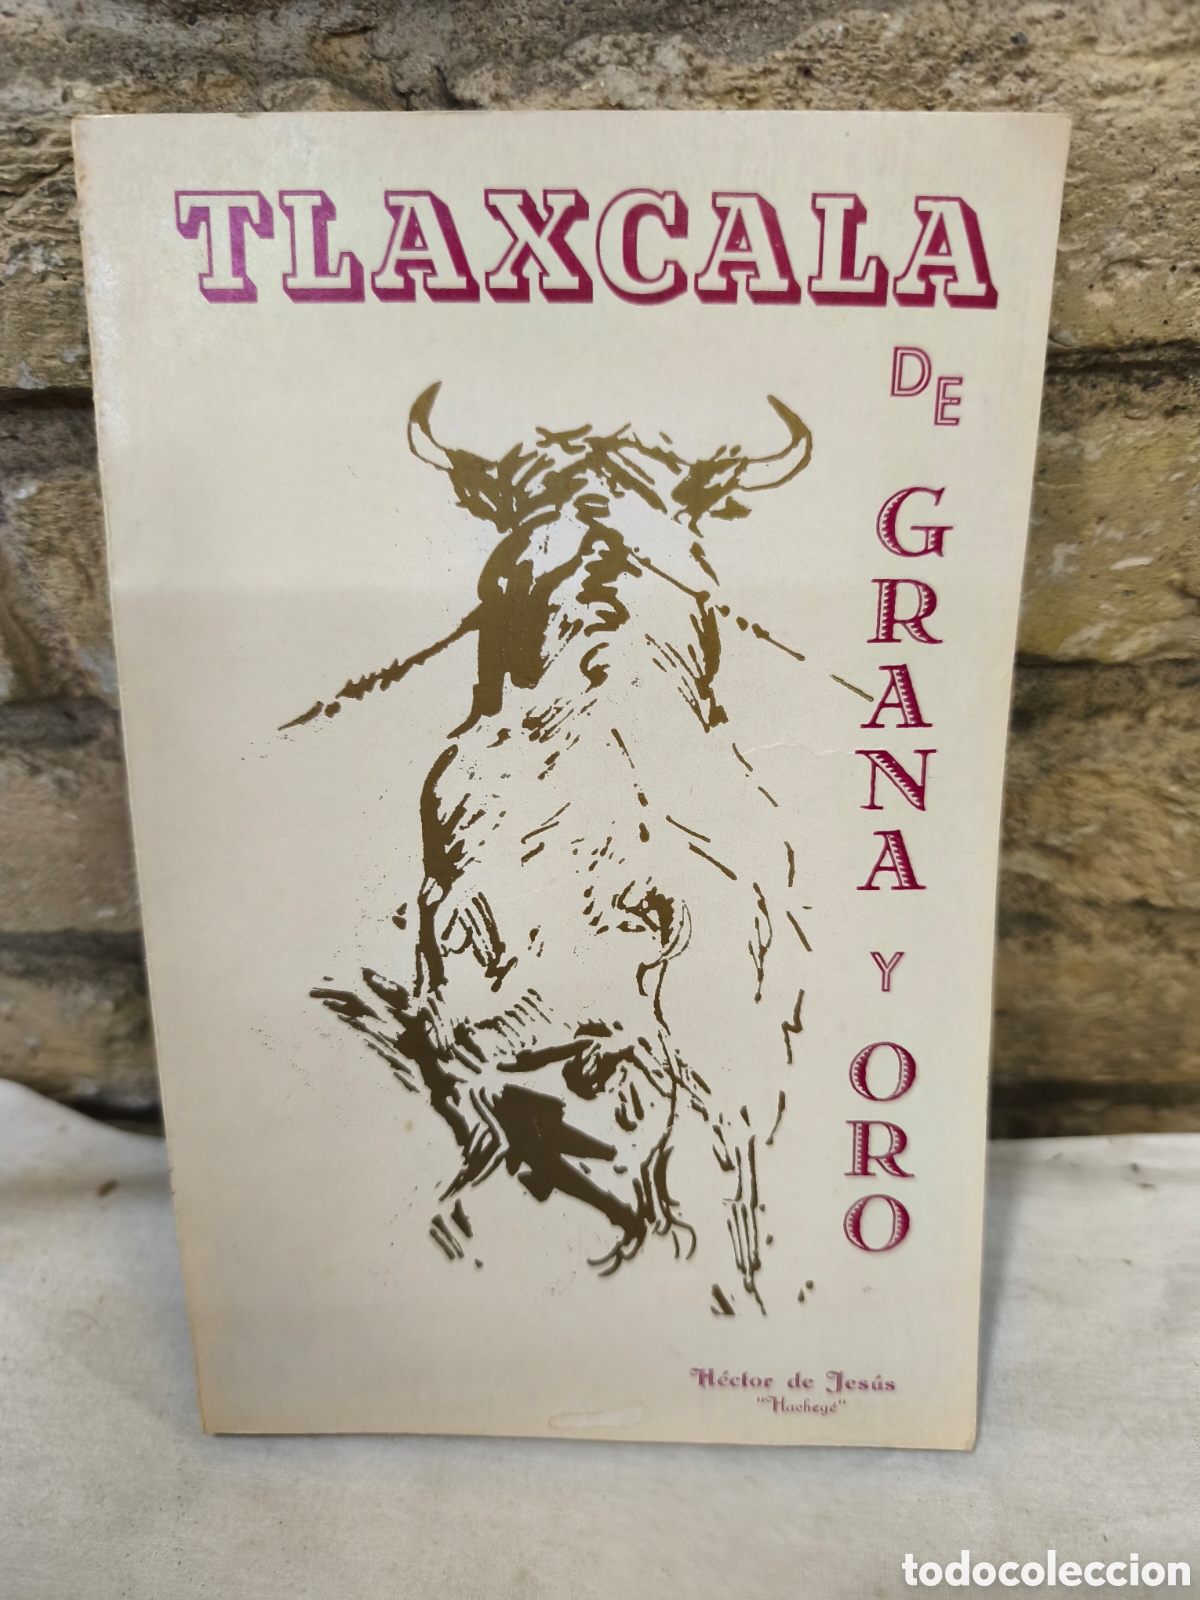 TLAXCALA
DE
GRANA
Y
ORO
Héctor de Jesús
"Hachegé"
todocoleccion